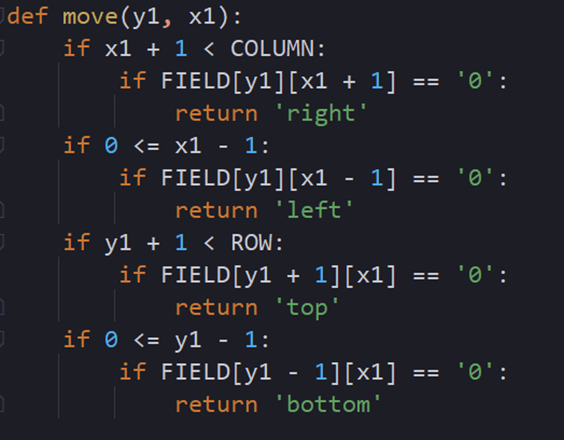 def move(y1, x1):
    if x1 + 1 < COLUMN:
        if FIELD[y1][x1 + 1] == '0':
            return 'right'
    if 0 <= x1 - 1:
        if FIELD[y1][x1 - 1] == '0':
            return 'left'
    if y1 + 1 < ROW:
        if FIELD[y1 + 1][x1] == '0':
            return 'top'
    if 0 <= y1 - 1:
        if FIELD[y1 - 1][x1] == '0':
            return 'bottom'